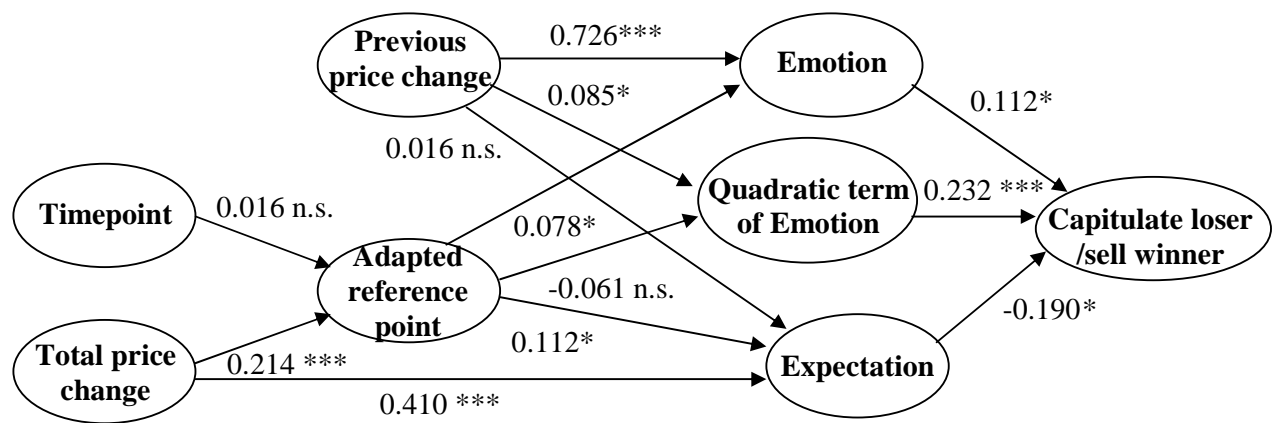 Previous
price change
0.726***
Emotion
0.085*
0.112*
0.016 n.s.
Timepoint
0.016 n.s.
Quadratic term
of Emotion
0.232 ***
Capitulate loser
/sell winner
0.078*
Adapted
reference
point
-0.061 n.s.
0.112*
-0.190*
Total price
change
0.214 ***
Expectation
0.410 ***